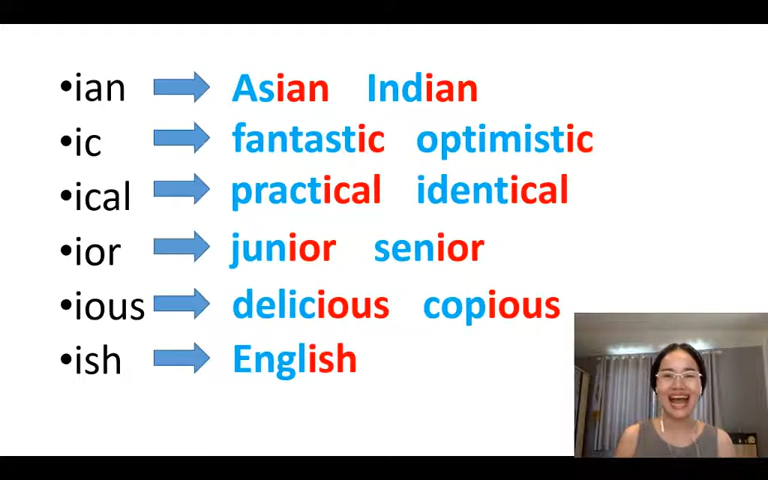 •ian Asian Indian
•ic fantastic optimistic
•ical practical identical
•ior junior senior
•ious delicious copious
•ish English